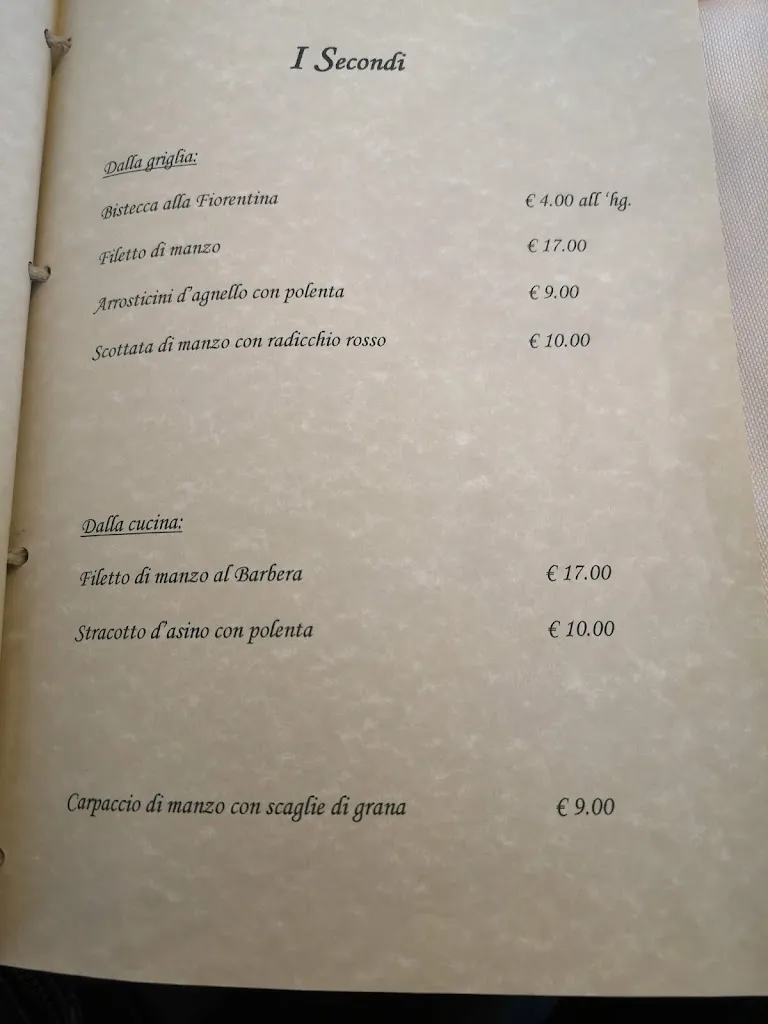 I Secondi
Dalla griglia:
Bistecca alla Fiorentina € 4.00 all 'hg.
Filetto di manzo € 17.00
Arrosticini d'agnello con polenta € 9.00
Scottata di manzo con radicchio rosso € 10.00
Dalla cucina:
Filetto di manzo al Barbera € 17.00
Stracotto d'asino con polenta € 10.00
Carpaccio di manzo con scaglie di grana € 9.00